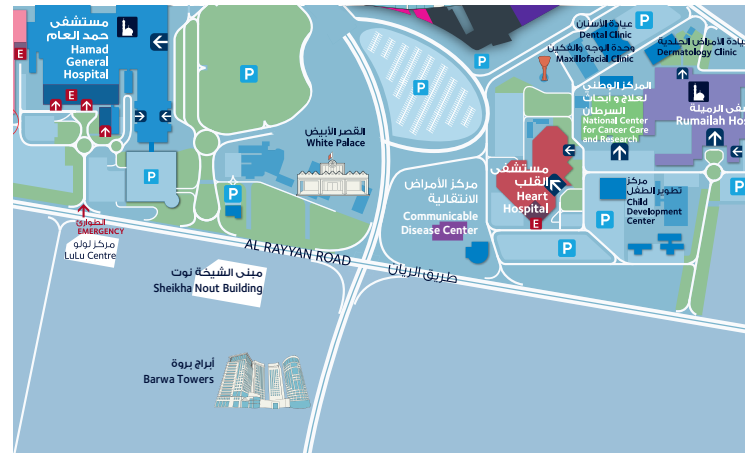 مستشفى
حمد العام
Hamad
General
Hospital
E
E
P
P
P
P
P
القصر الأبيض
White Palace
عيادة الأسنان
Dental Clinic
وحدة الوجه والفكين
Maxillofacial Clinic
عيادة الأمراض الجلدية
Dermatology Clinic
المركز الوطني
لعلاج و أبحاث
السرطان
National Center
for Cancer Care
and Research
Rumailah
مستشفى
القلب
Heart
Hospital
E
مركز الأمراض
الانتقالية
Communicable
Disease Center
مركز
تطوير الطفل
Child
Development
Center
P
P
P
P
الطوارئ
EMERGENCY
مركز لولو
LuLu Centre
AL RAYYAN ROAD
طريق الريان
مبنى الشيخة نوت
Sheikha Nout Building
أبراج بروة
Barwa Towers